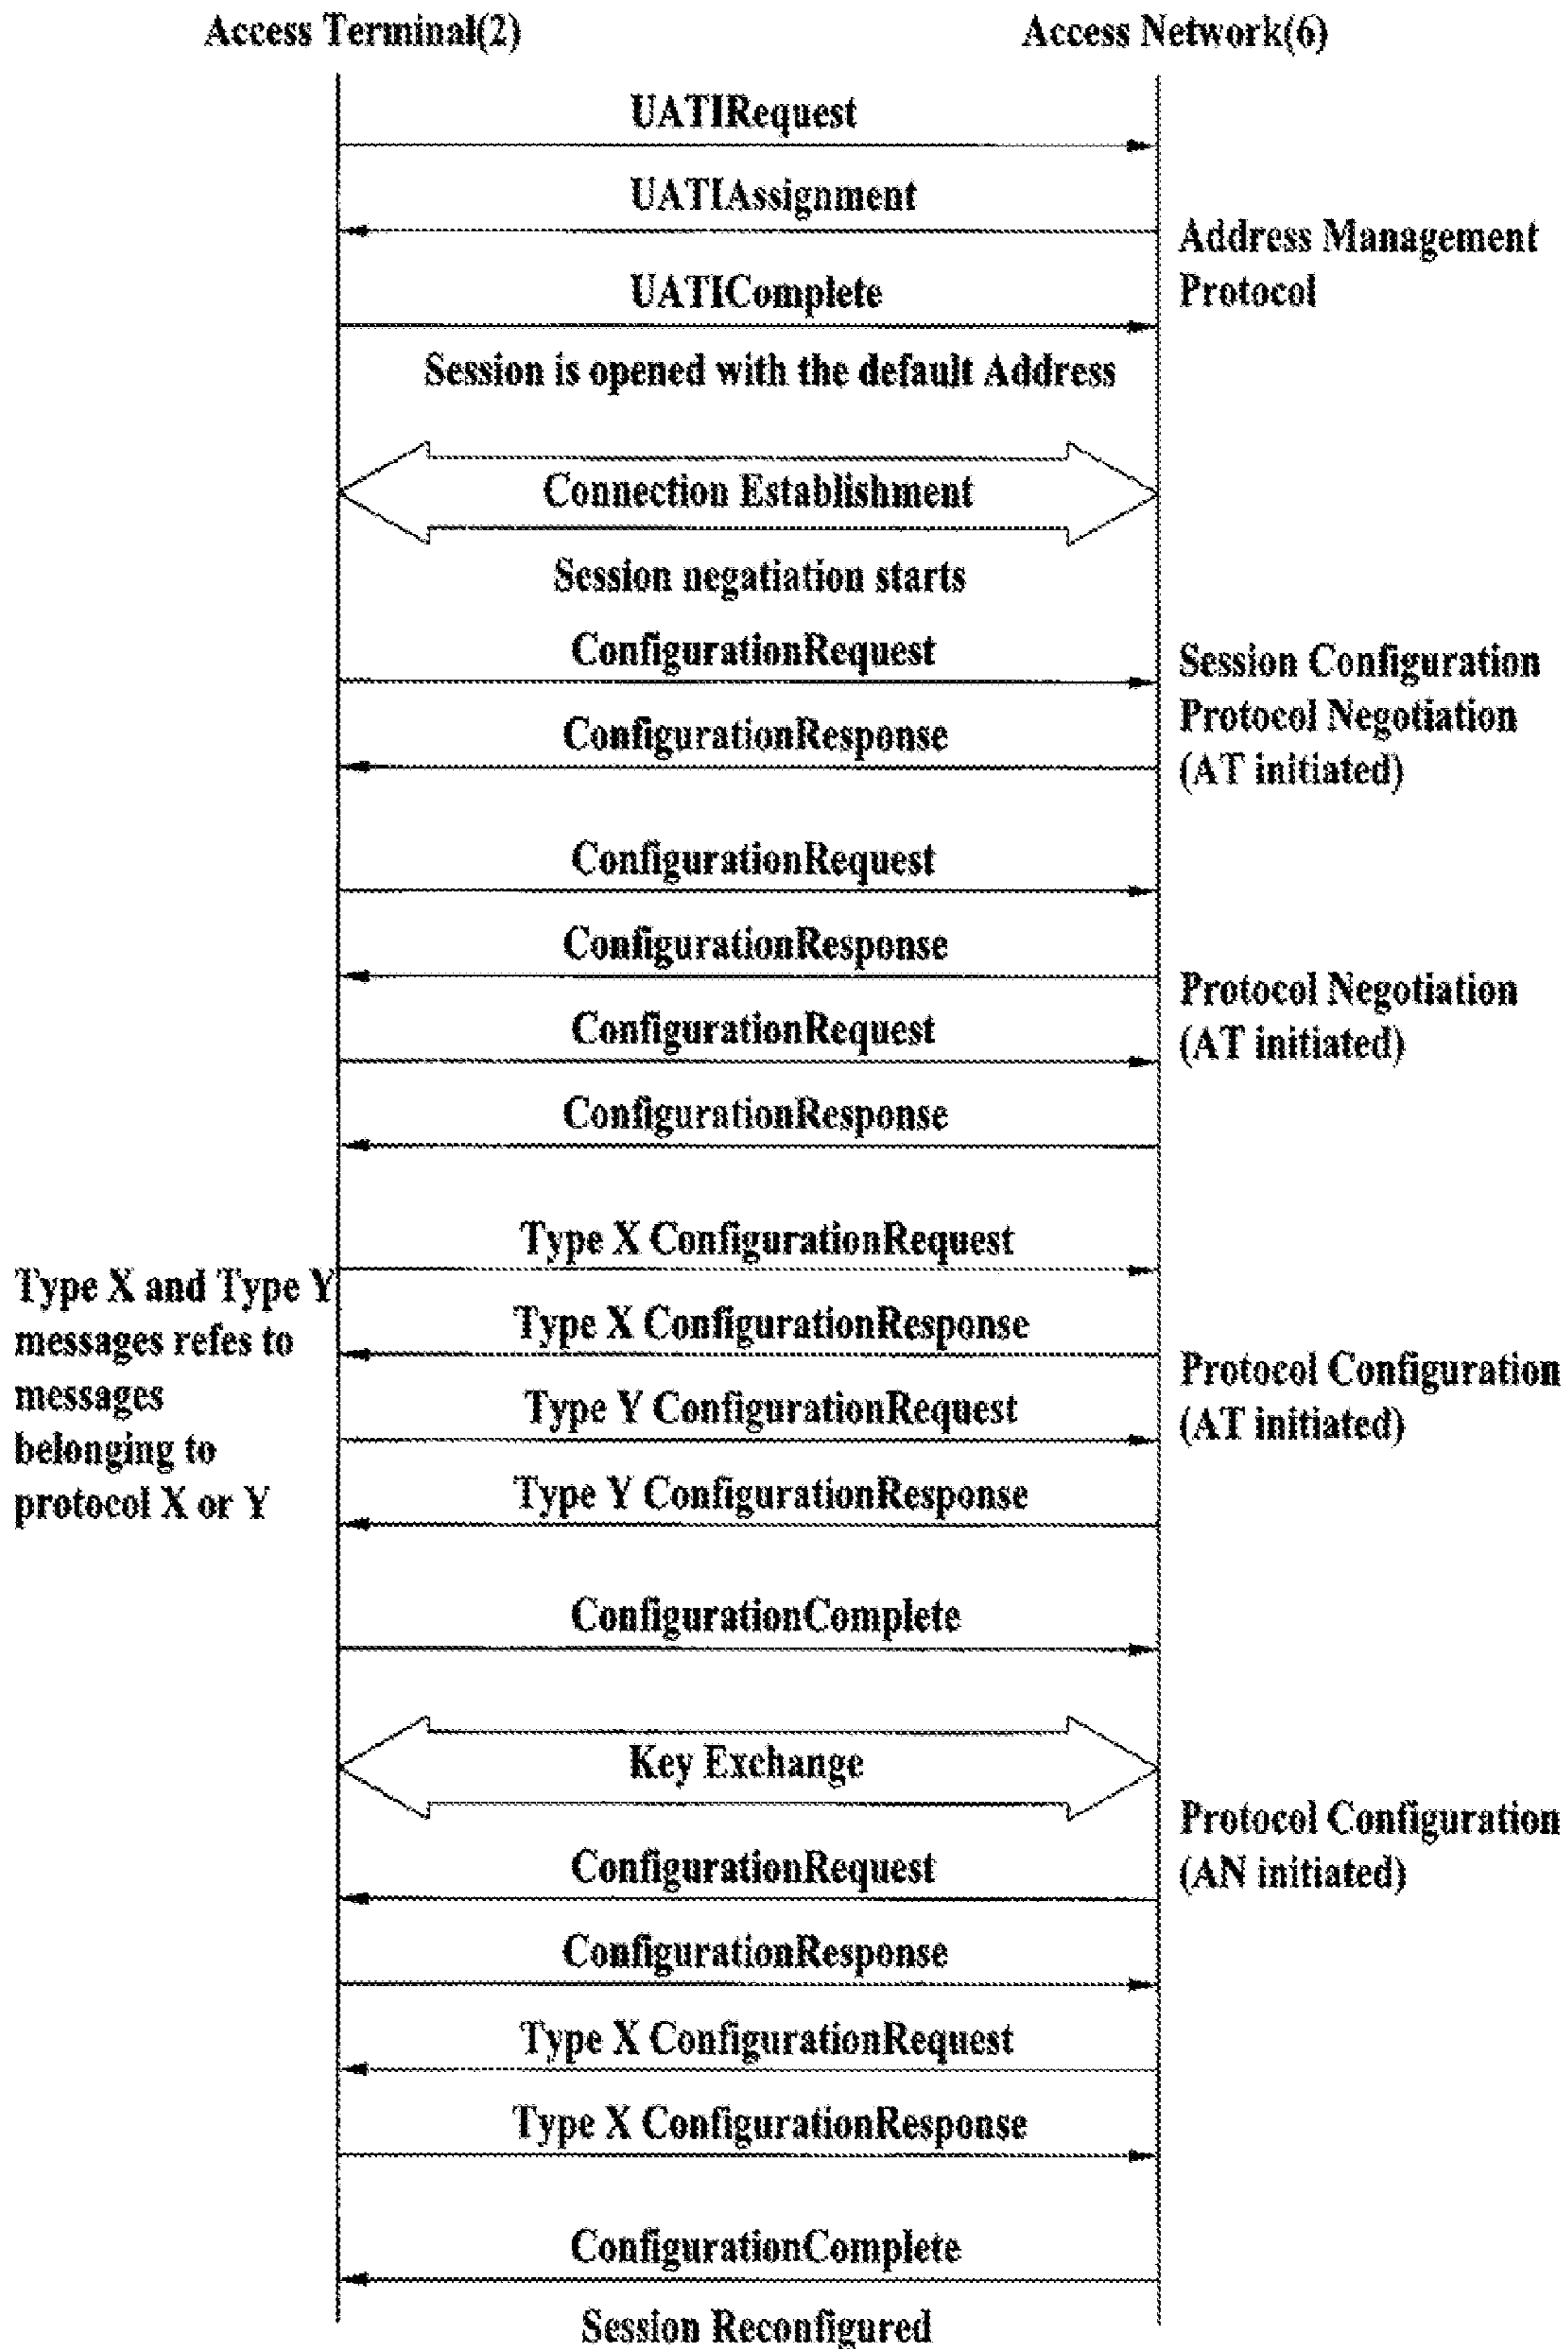 Access Terminal(2)
Access Network(6)
UATIRequest
UATIAssignment
Address Management
Protocol
UATIComplete
Session is opened with the default Address
Connection Establishment
Session negatiation starts
ConfigurationRequest
Session Configuration
Protocol Negotiation
(AT initiated)
ConfigurationResponse
ConfigurationRequest
ConfigurationResponse
Protocol Negotiation
(AT initiated)
ConfigurationRequest
ConfigurationResponse
Type X ConfigurationRequest
Type X and Type Y
messages refes to
messages
belonging to
protocol X or Y
Type X ConfigurationResponse
Protocol Configuration
(AT initiated)
Type Y ConfigurationRequest
Type Y ConfigurationResponse
ConfigurationComplete
Key Exchange
Protocol Configuration
(AN initiated)
ConfigurationRequest
ConfigurationResponse
Type X ConfigurationRequest
Type X ConfigurationResponse
ConfigurationComplete
Session Reconfigured